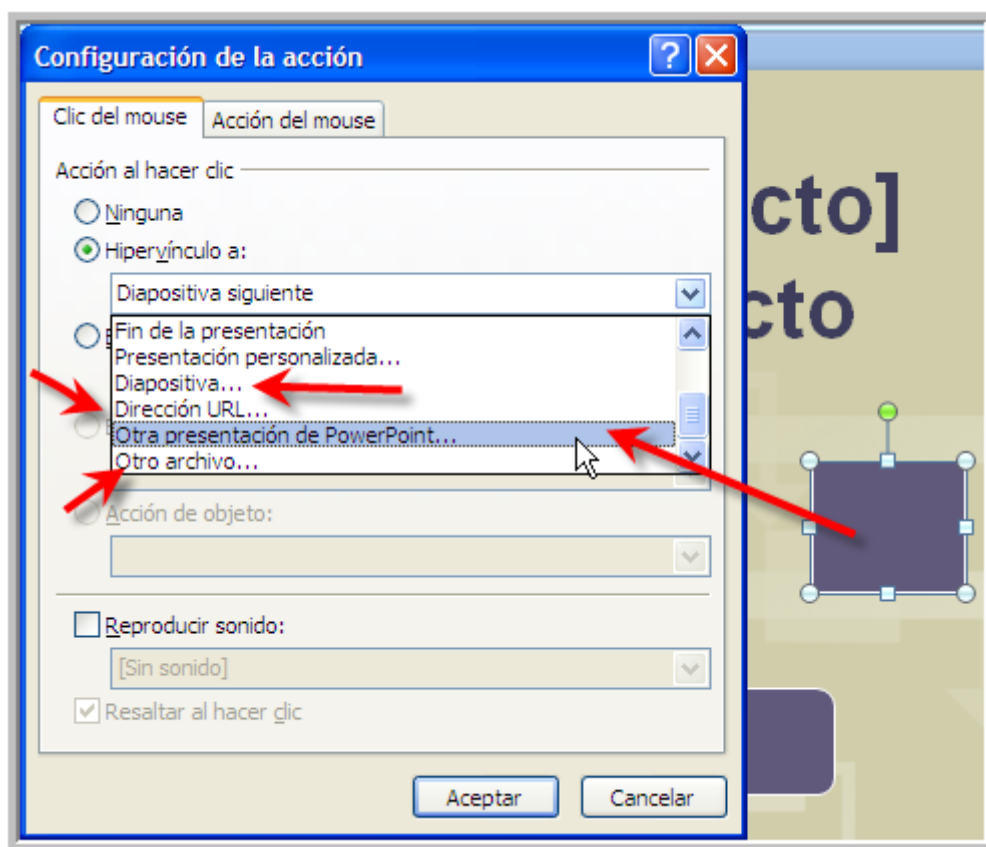 Configuración de la acción
Clic del mouse
Acción del mouse
Acción al hacer clic
Ninguna
Hipervínculo a:
Diapositiva siguiente
Fin de la presentación
Presentación personalizada...
Diapositiva...
Dirección URL...
Otra presentación de PowerPoint...
Otro archivo...
Acción de objeto:
Reproducir sonido:
[Sin sonido]
Resaltar al hacer clic
Aceptar
Cancelar
cto]
cto